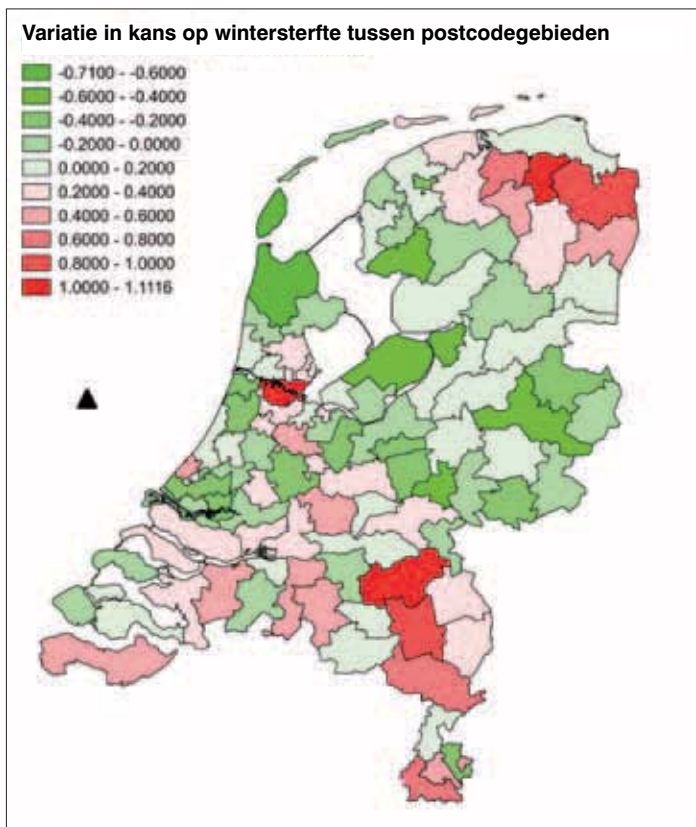 Variatie in kans op wintersterfte tussen postcodegebieden
-0.7100 - -0.6000
-0.6000 - -0.4000
-0.4000 - -0.2000
-0.2000 - 0.0000
0.0000 - 0.2000
0.2000 - 0.4000
0.4000 - 0.6000
0.6000 - 0.8000
0.8000 - 1.0000
1.0000 - 1.1116